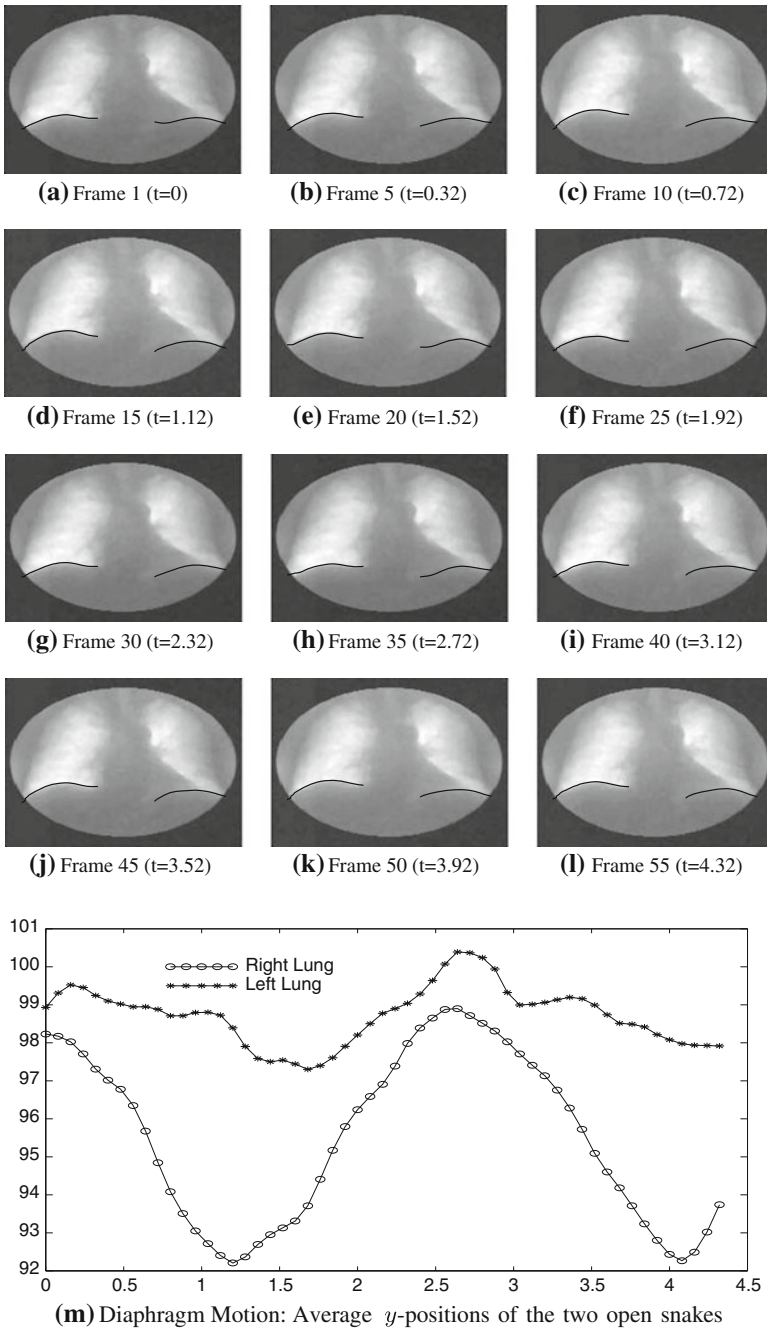 (a) Frame 1 (t=0)
(b) Frame 5 (t=0.32)
(c) Frame 10 (t=0.72)
(d) Frame 15 (t=1.12)
(e) Frame 20 (t=1.52)
(f) Frame 25 (t=1.92)
(g) Frame 30 (t=2.32)
(h) Frame 35 (t=2.72)
(i) Frame 40 (t=3.12)
(j) Frame 45 (t=3.52)
(k) Frame 50 (t=3.92)
(l) Frame 55 (t=4.32)
101
100
99
98
97
96
95
94
93
92
Right Lung
Left Lung
0 0.5 1 1.5 2 2.5 3 3.5 4 4.5
(m) Diaphragm Motion: Average y-positions of the two open snakes